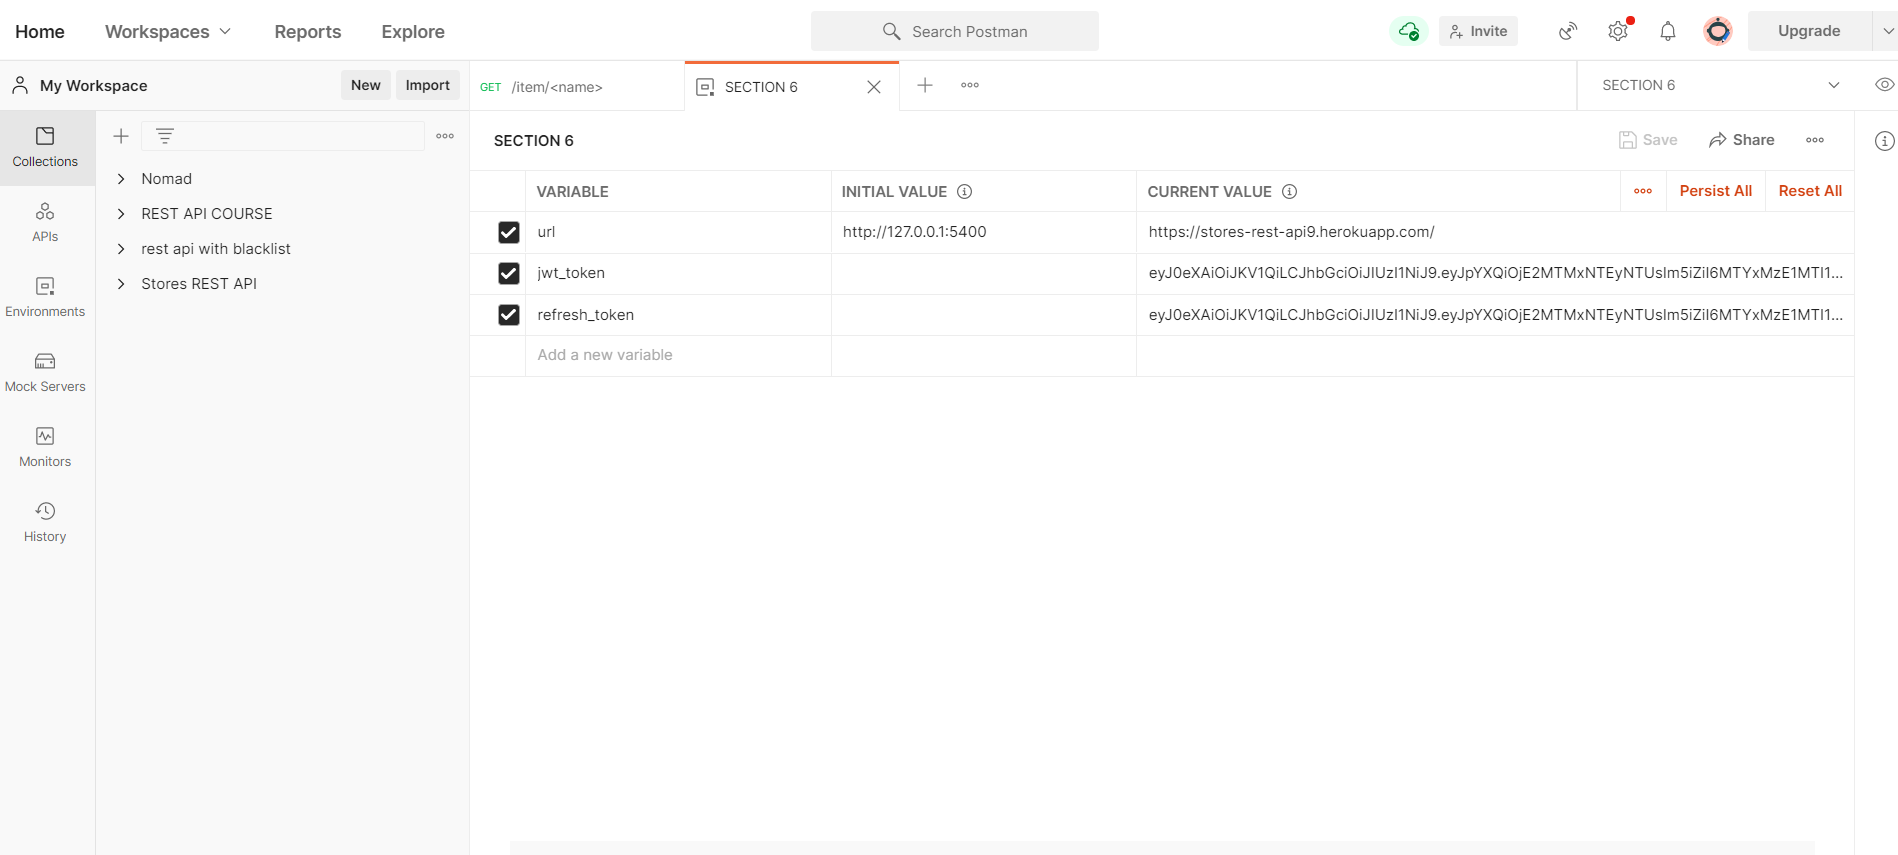 Home Workspaces Reports Explore Search Postman Invite Upgrade
My Workspace New Import GET /item/<name> SECTION 6 SECTION 6
Collections
APIs
Environments
Mock Servers
Monitors
History
Nomad
REST API COURSE
rest api with blacklist
Stores REST API
SECTION 6 Save Share
VARIABLE INITIAL VALUE CURRENT VALUE Persist All Reset All
url http://127.0.0.1:5400 https://stores-rest-api9.herokuapp.com/
jwt_token eyJ0eXAiOiJKV1QiLCJhbGciOiJIUzI1NiJ9.eyJpYXQiOjE2MTMxNTEyNTUsIm5iZiI6MTYxMzE1MTI1...
refresh_token eyJ0eXAiOiJKV1QiLCJhbGciOiJIUzI1NiJ9.eyJpYXQiOjE2MTMxNTEyNTUsIm5iZiI6MTYxMzE1MTI1...
Add a new variable